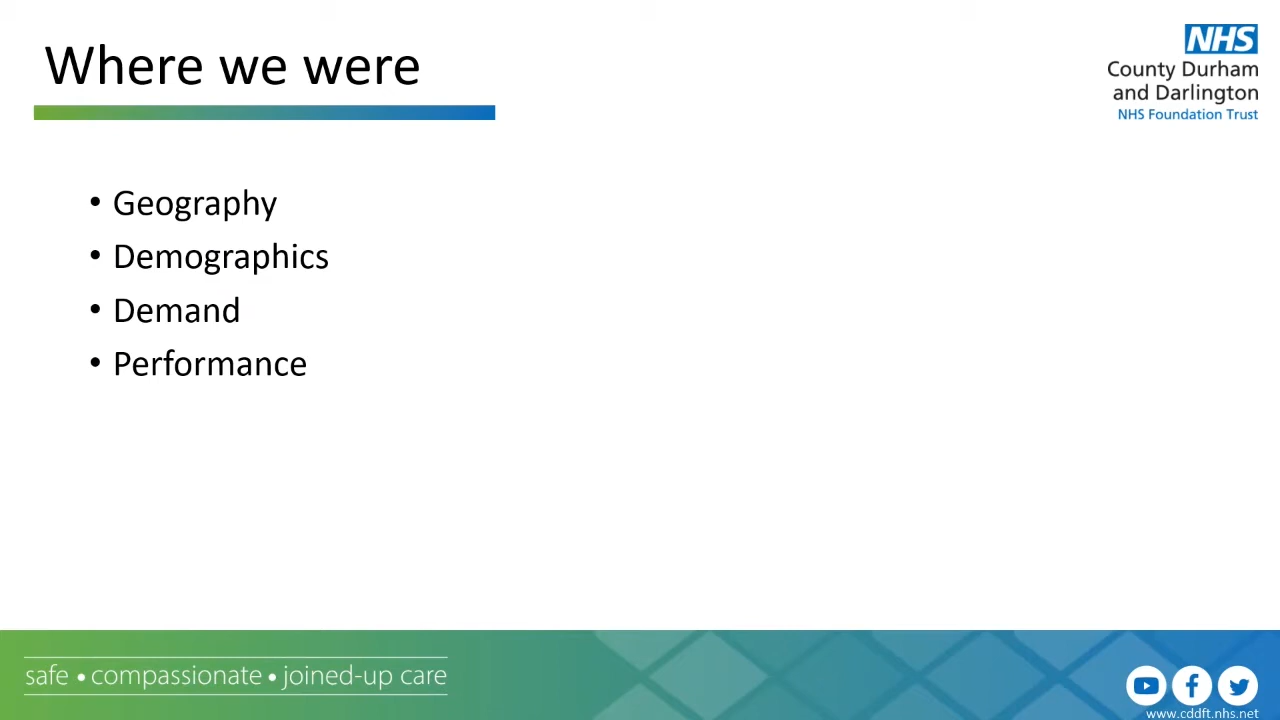 Where we were
NHS
County Durham
and Darlington
NHS Foundation Trust
• Geography
• Demographics
• Demand
• Performance
safe • compassionate • joined-up care
www.cddft.nhs.net